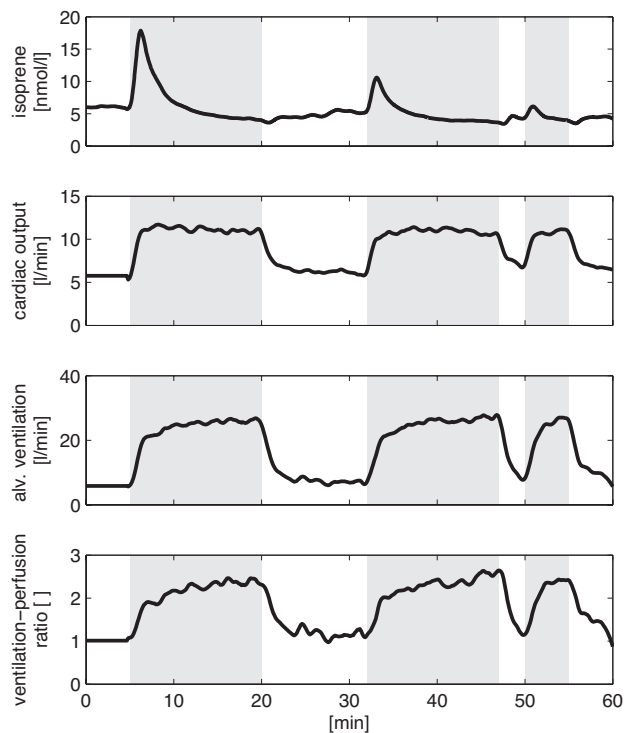 isoprene
[nmol/l]
20
15
10
5
0
cardiac output
[l/min]
15
10
5
0
alv. ventilation
[l/min]
40
20
0
ventilation−perfusion
ratio [ ]
3
2
1
0
0 10 20 30 40 50 60
[min]